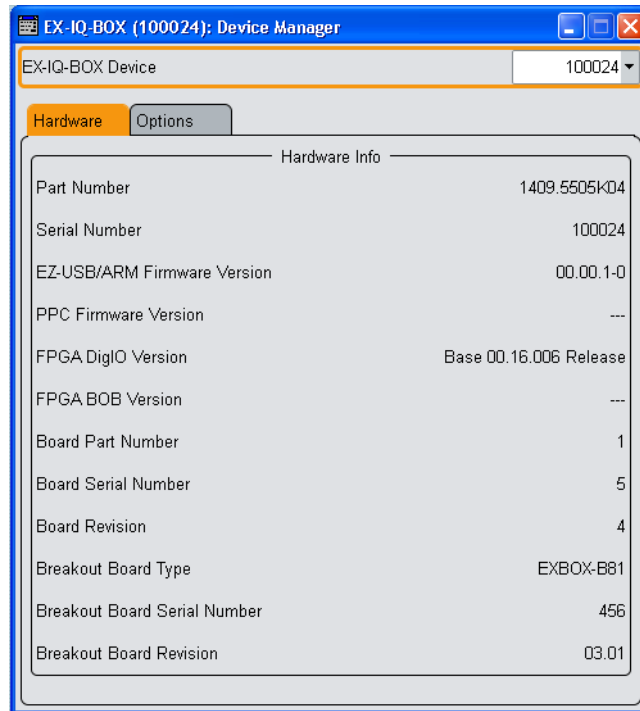 EX-IQ-BOX (100024): Device Manager
EX-IQ-BOX Device 100024
Hardware Options
Hardware Info
Part Number 1409.5505K04
Serial Number 100024
EZ-USB/ARM Firmware Version 00.00.1-0
PPC Firmware Version ---
FPGA DigIO Version Base 00.16.006 Release
FPGA BOB Version ---
Board Part Number 1
Board Serial Number 5
Board Revision 4
Breakout Board Type EXBOX-B81
Breakout Board Serial Number 456
Breakout Board Revision 03.01